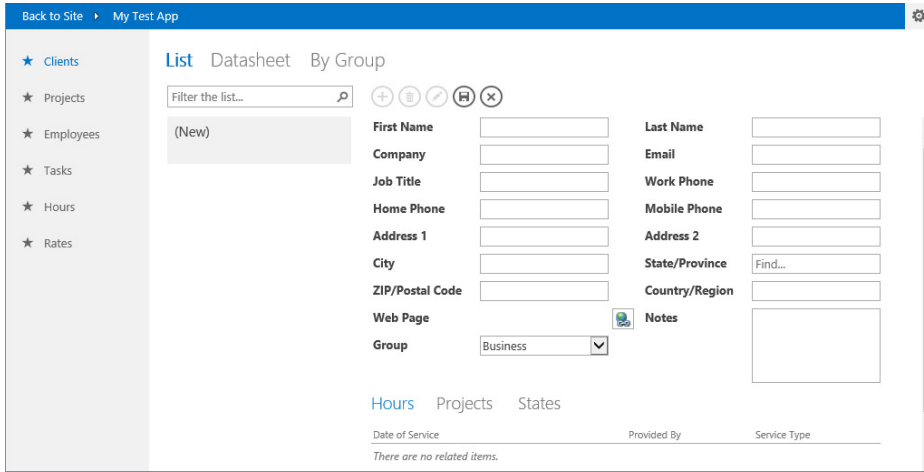 Back to Site My Test App
Clients
Projects
Employees
Tasks
Hours
Rates
List Datasheet By Group
Filter the list...
(New)
First Name Last Name
Company Email
Job Title Work Phone
Home Phone Mobile Phone
Address 1 Address 2
City State/Province Find...
ZIP/Postal Code Country/Region
Web Page Notes
Group Business
Hours Projects States
Date of Service Provided By Service Type
There are no related items.